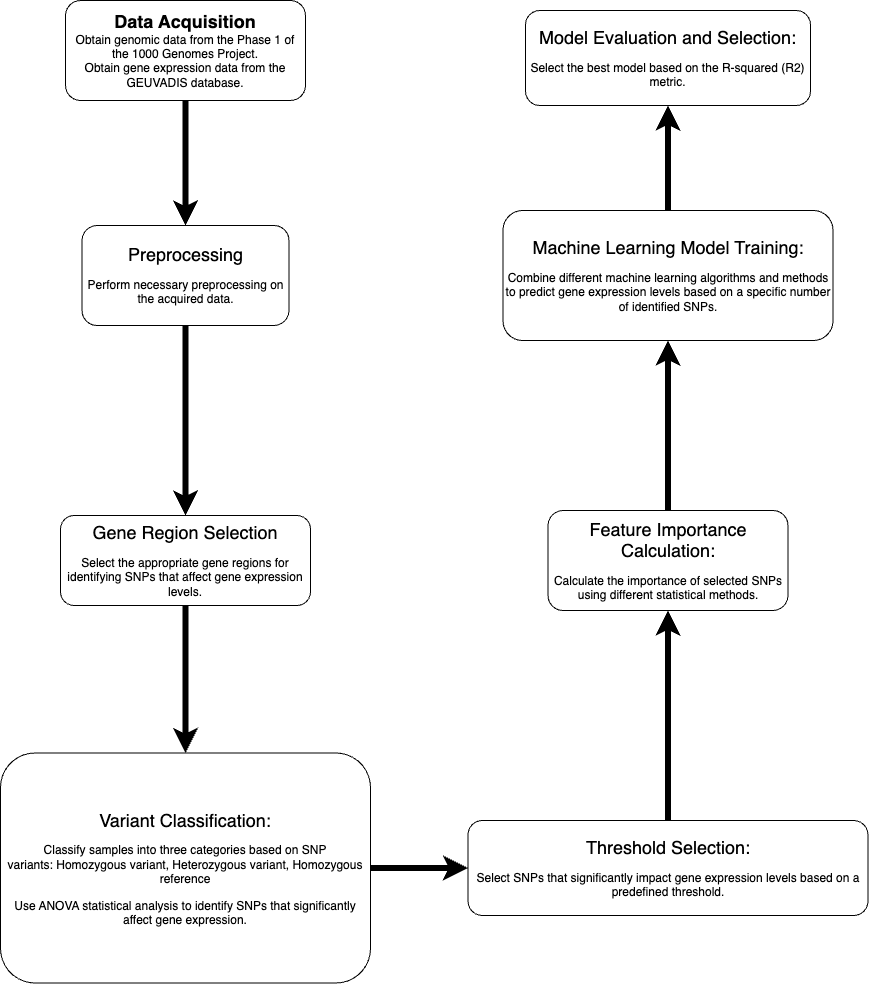 Data Acquisition
Obtain genomic data from the Phase 1 of
the 1000 Genomes Project.
Obtain gene expression data from the
GEUVADIS database.
Preprocessing
Perform necessary preprocessing on
the acquired data.
Gene Region Selection
Select the appropriate gene regions for
identifying SNPs that affect gene expression
levels.
Variant Classification:
Classify samples into three categories based on SNP
variants: Homozygous variant, Heterozygous variant, Homozygous
reference
Use ANOVA statistical analysis to identify SNPs that significantly
affect gene expression.
Threshold Selection:
Select SNPs that significantly impact gene expression levels based on a
predefined threshold.
Feature Importance
Calculation:
Calculate the importance of selected SNPs
using different statistical methods.
Machine Learning Model Training:
Combine different machine learning algorithms and methods
to predict gene expression levels based on a specific number
of identified SNPs.
Model Evaluation and Selection:
Select the best model based on the R-squared (R2)
metric.